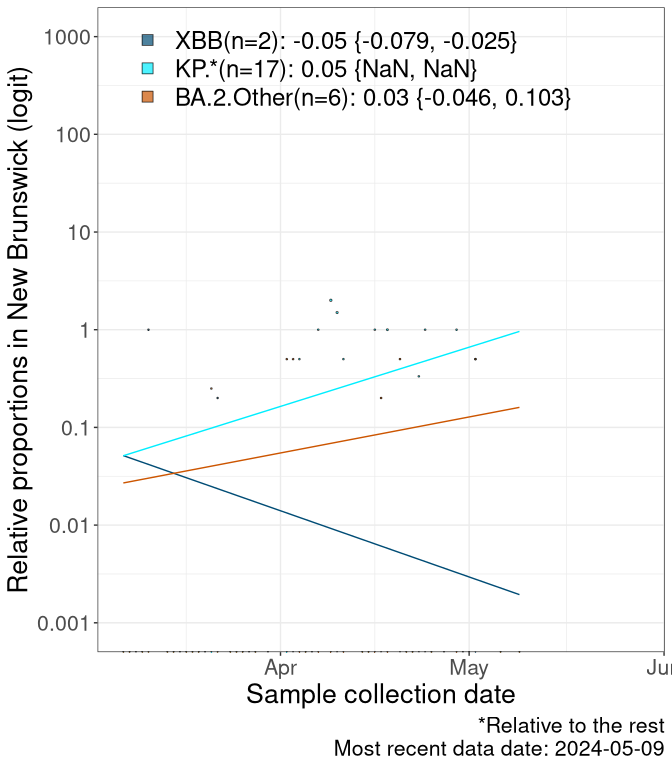 XBB(n=2): -0.05 {-0.079, -0.025}
KP.*(n=17): 0.05 {NaN, NaN}
BA.2.Other(n=6): 0.03 {-0.046, 0.103}
Relative proportions in New Brunswick (logit)
1000
100
10
1
0.1
0.01
0.001
Apr
May
Sample collection date
*Relative to the rest
Most recent data date: 2024-05-09